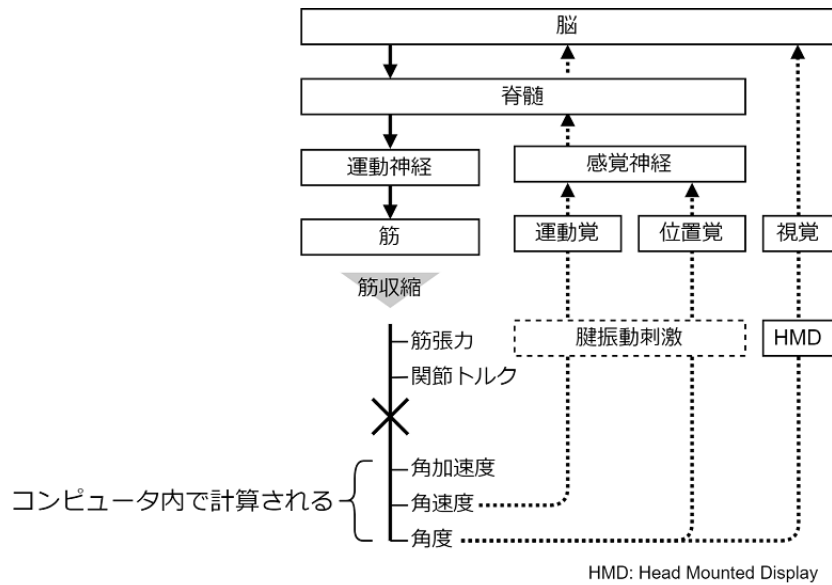 脳
脊髄
運動神経
感覚神経
筋
運動覚
位置覚
視覚
筋収縮
筋張力
腱振動刺激
HMD
関節トルク
角加速度
コンピュータ内で計算される
角速度
角度
HMD: Head Mounted Display